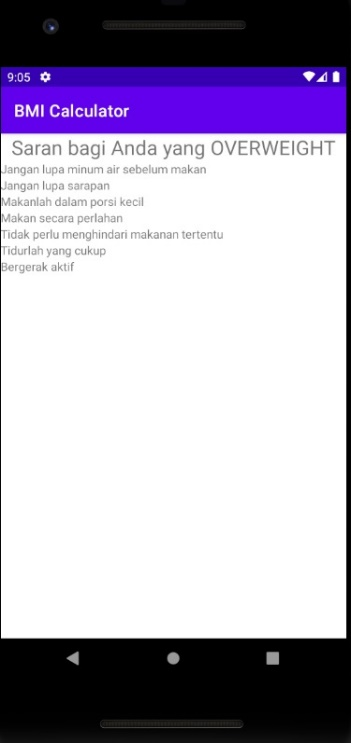 9:05
BMI Calculator
Saran bagi Anda yang OVERWEIGHT
Jangan lupa minum air sebelum makan
Jangan lupa sarapan
Makanlah dalam porsi kecil
Makan secara perlahan
Tidak perlu menghindari makanan tertentu
Tidurlah yang cukup
Bergerak aktif